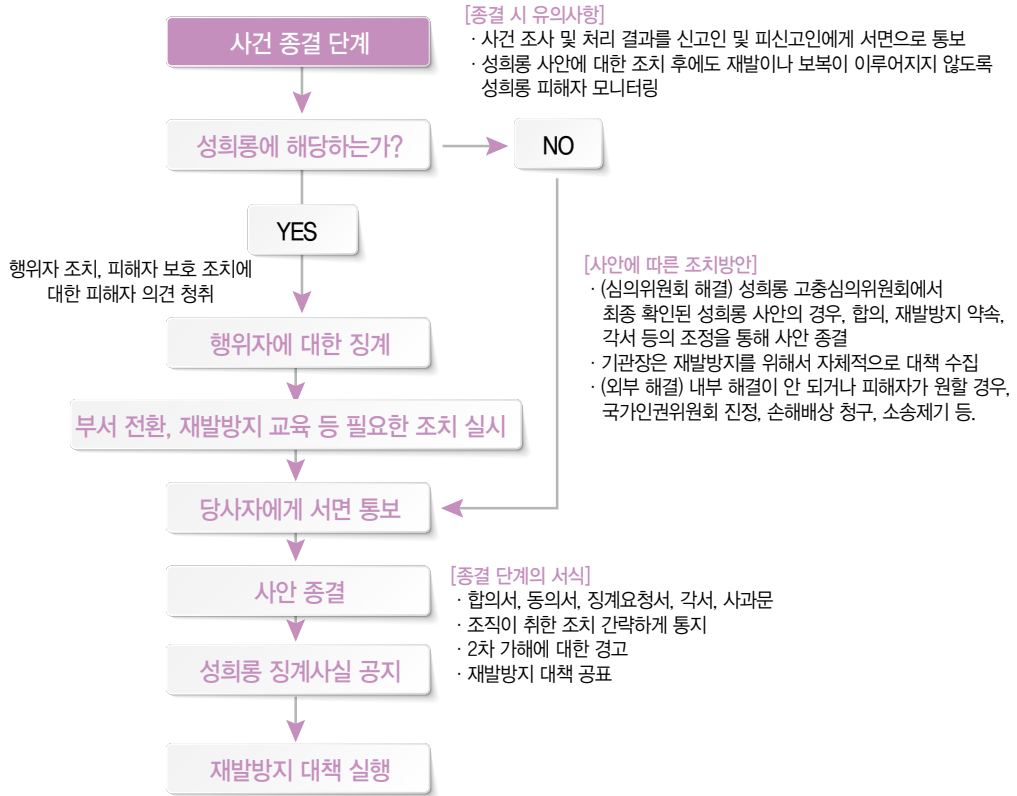 [종결 시 유의사항]
사건 종결 단계
· 사건 조사 및 처리 결과를 신고인 및 피신고인에게 서면으로 통보
· 성희롱 사안에 대한 조치 후에도 재발이나 보복이 이루어지지 않도록
성희롱 피해자 모니터링
성희롱에 해당하는가?
NO
YES
행위자 조치, 피해자 보호 조치에
대한 피해자 의견 청취
[사안에 따른 조치방안]
· (심의위원회 해결) 성희롱 고충심의위원회에서
최종 확인된 성희롱 사안의 경우, 합의, 재발방지 약속,
각서 등의 조정을 통해 사안 종결
· 기관장은 재발방지를 위해서 자체적으로 대책 수집
· (외부 해결) 내부 해결이 안 되거나 피해자가 원할 경우,
국가인권위원회 진정, 손해배상 청구, 소송제기 등.
행위자에 대한 징계
부서 전환, 재발방지 교육 등 필요한 조치 실시
당사자에게 서면 통보
사안 종결
[종결 단계의 서식]
· 합의서, 동의서, 징계요청서, 각서, 사과문
· 조직이 취한 조치 간략하게 통지
· 2차 가해에 대한 경고
· 재발방지 대책 공표
성희롱 징계사실 공지
재발방지 대책 실행